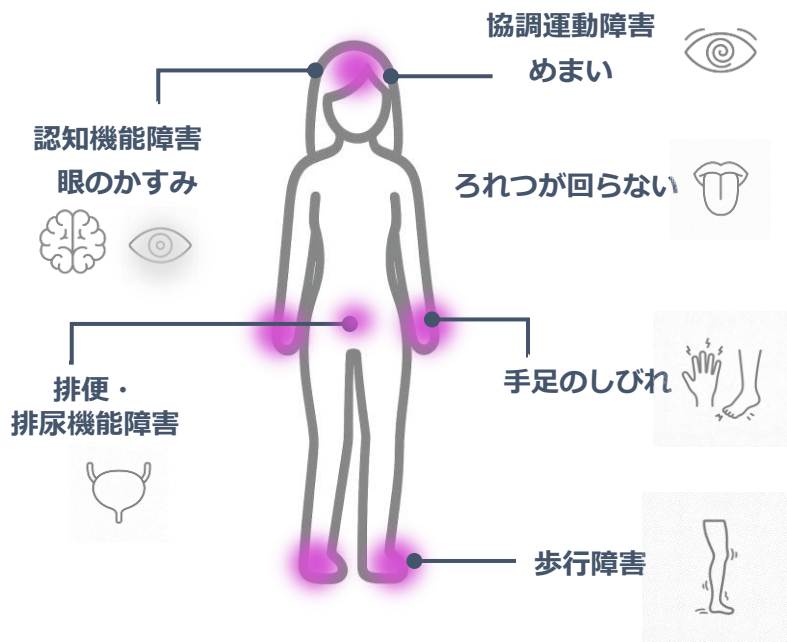 協調運動障害
めまい
認知機能障害
眼のかすみ
ろれつが回らない
手足のしびれ
排便・
排尿機能障害
歩行障害